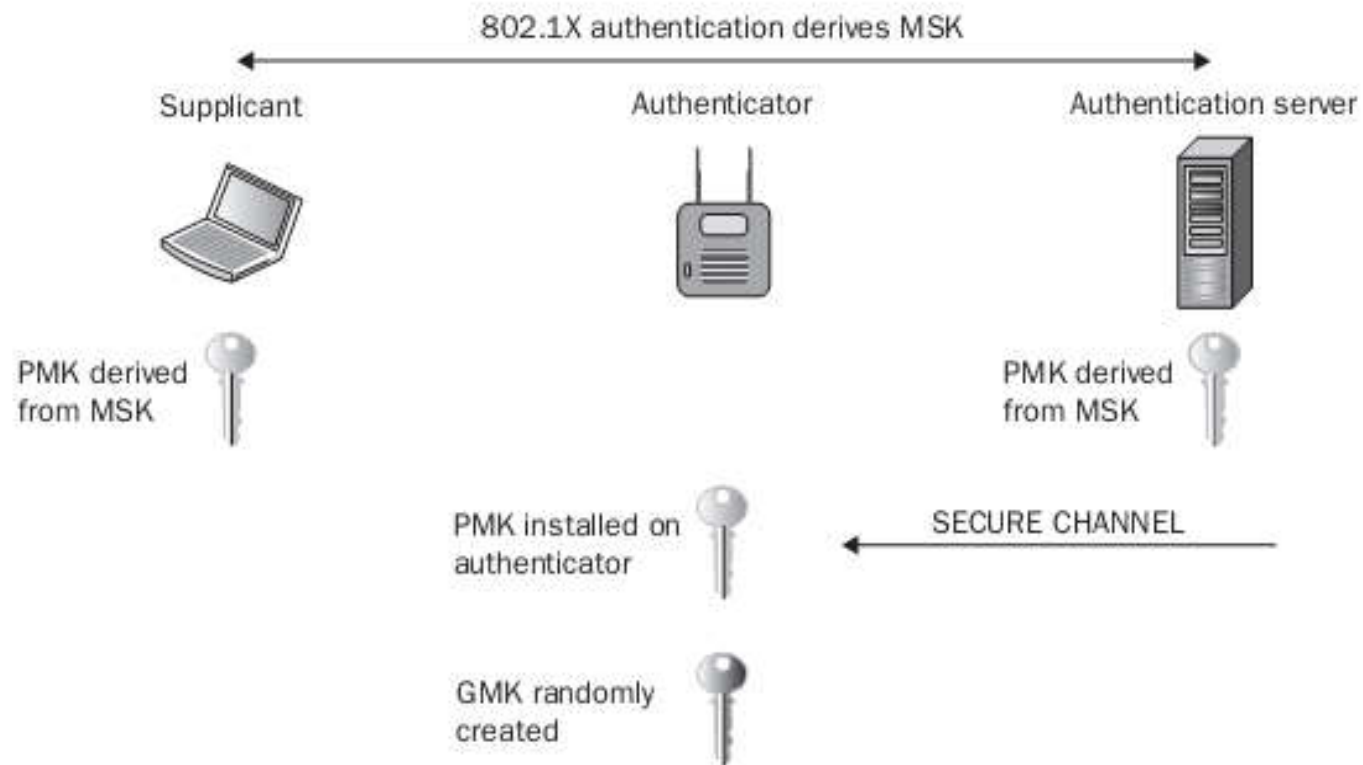 802.1X authentication derives MSK
Supplicant
Authenticator
Authentication server
PMK derived
from MSK
PMK derived
from MSK
PMK installed on
authenticator
SECURE CHANNEL
GMK randomly
created